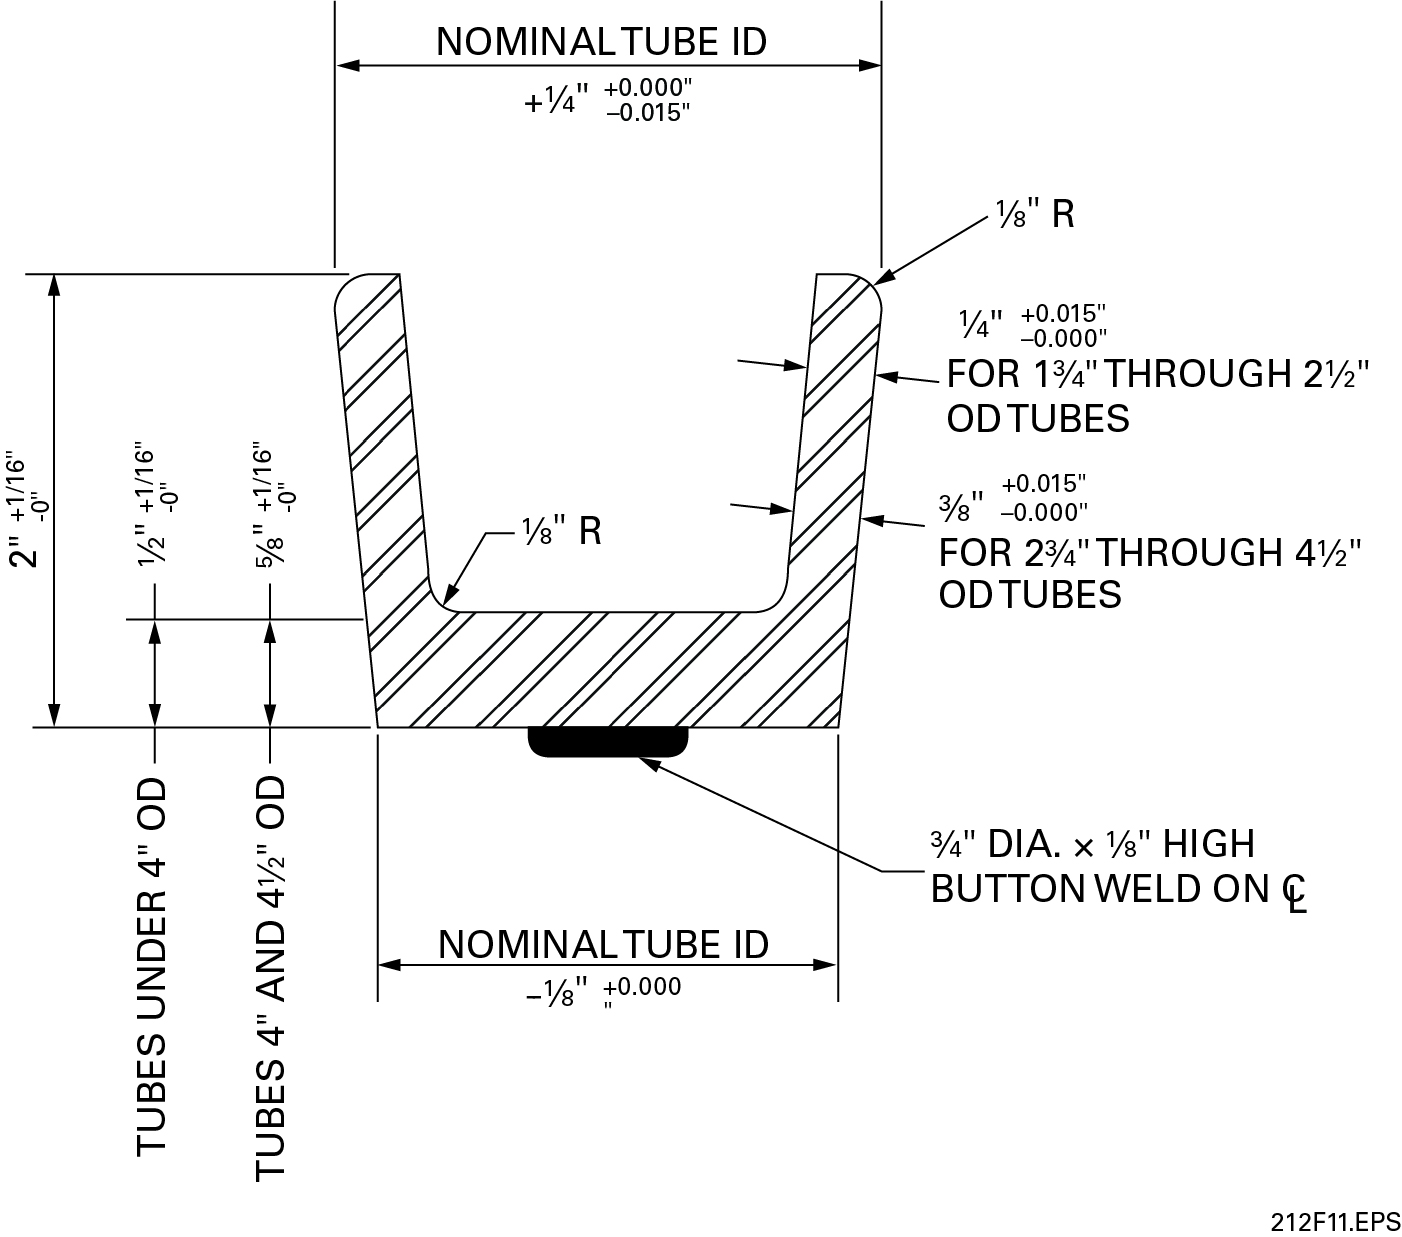 NOMINAL TUBE ID
+¼" +0.000"
–0.015"
⅛" R
¼" +0.015"
–0.000"
FOR 1¾" THROUGH 2½"
OD TUBES
⅜" +0.015"
–0.000"
FOR 2¾" THROUGH 4½"
OD TUBES
⅛" R
2" +1/16"
-0"
½" +1/16"
-0"
⅝" +1/16"
-0"
TUBES UNDER 4" OD
TUBES 4" AND 4½" OD
¾" DIA. × ⅛" HIGH
BUTTON WELD ON ℄
NOMINAL TUBE ID
–⅛" +0.000
"
212F11.EPS